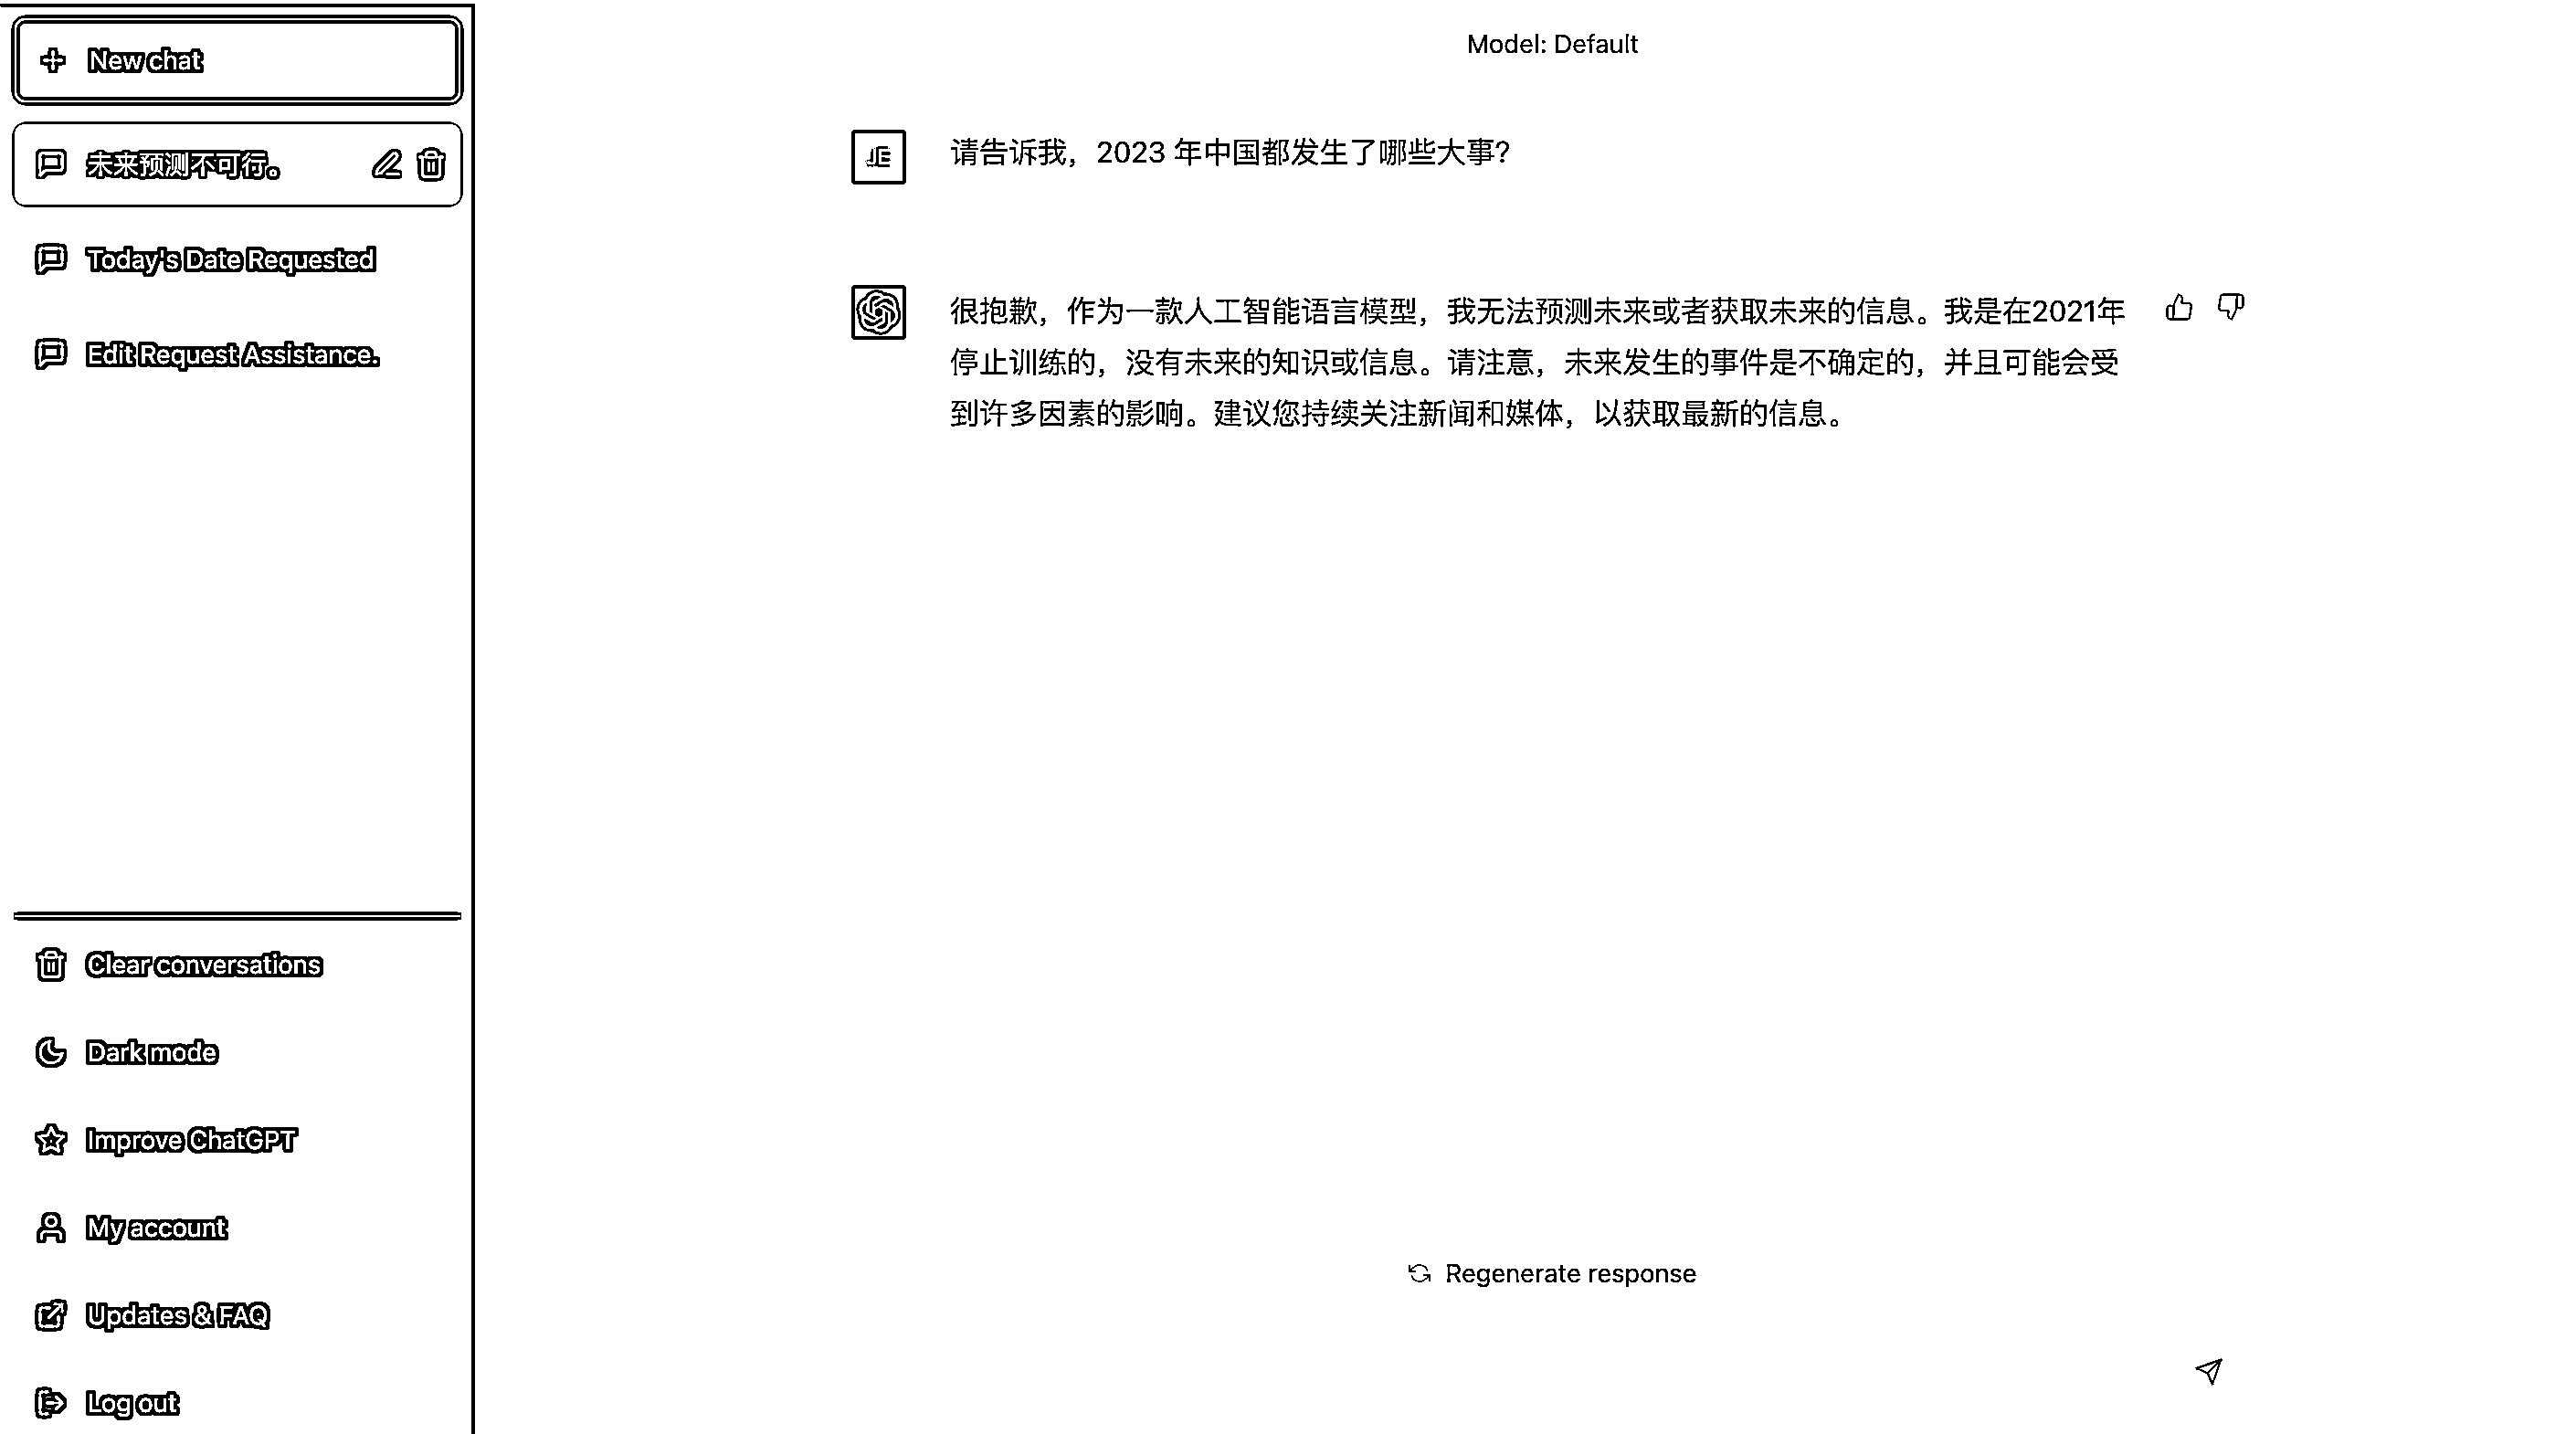 New chat
未来预测不可行。
Today's Date Requested
Edit Request Assistance.
Clear conversations
Dark mode
Improve ChatGPT
My account
Updates & FAQ
Log out
Model: Default
请告诉我，2023 年中国都发生了哪些大事？
很抱歉，作为一款人工智能语言模型，我无法预测未来或者获取未来的信息。我是在2021年
停止训练的，没有未来的知识或信息。请注意，未来发生的事件是不确定的，并且可能会受
到许多因素的影响。建议您持续关注新闻和媒体，以获取最新的信息。
Regenerate response